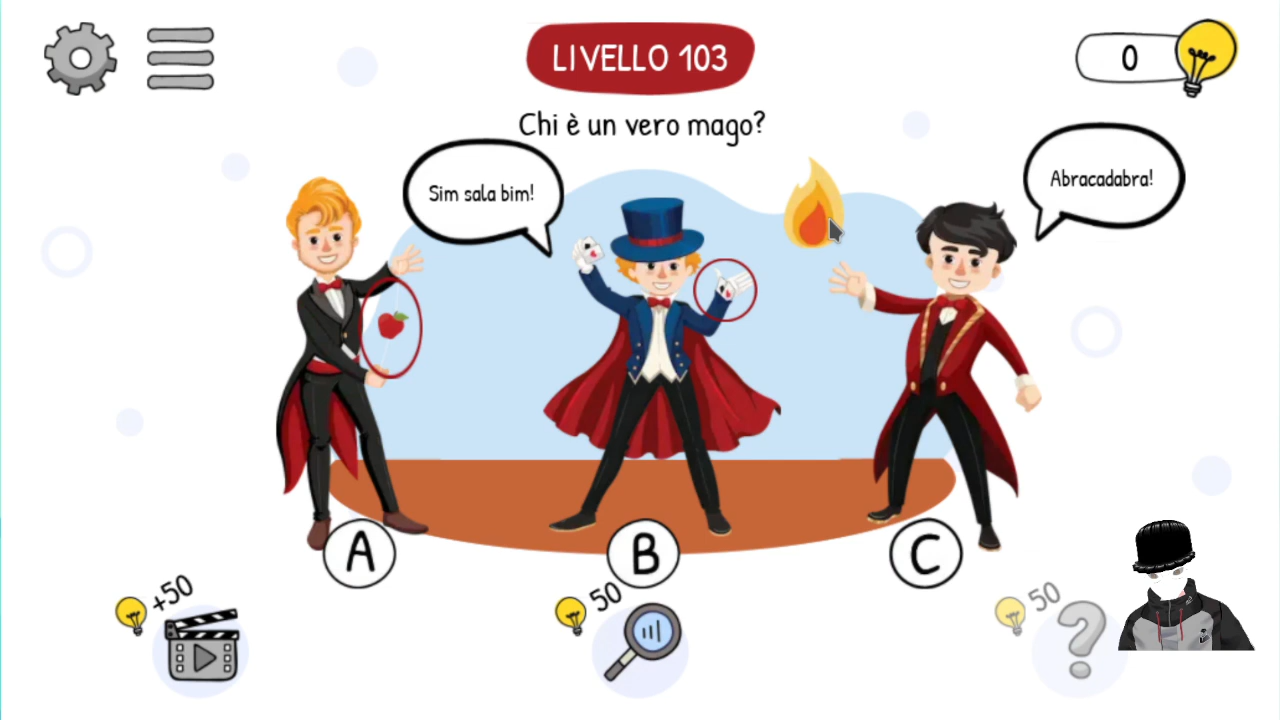 LIVELLO 103
0
Chi è un vero mago?
Sim sala bim!
Abracadabra!
A
B
C
+50
50
50
?